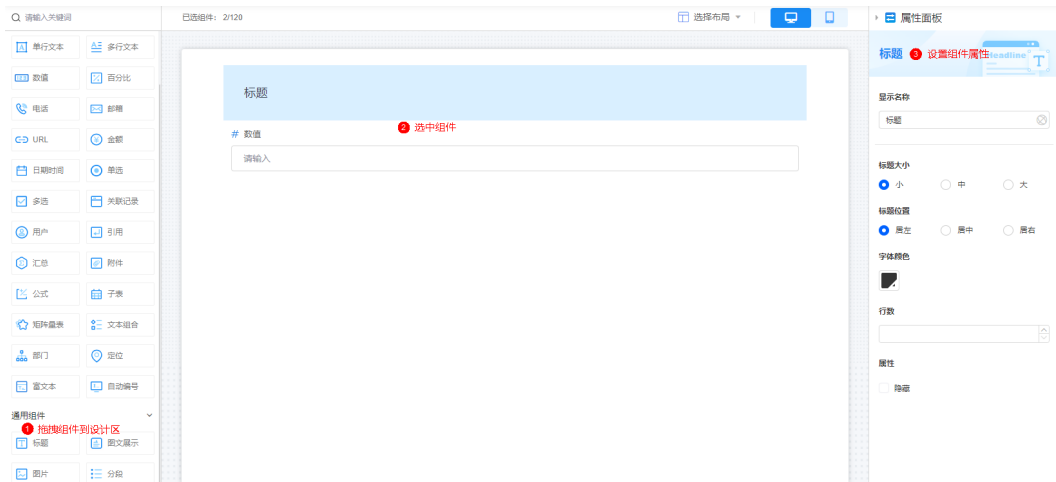 请输入关键词
已选组件： 2/120
选择布局
属性面板
单行文本
多行文本
数值
百分比
电话
邮箱
URL
金额
日期时间
单选
多选
关联记录
用户
引用
汇总
附件
公式
子表
矩阵量表
文本组合
部门
定位
富文本
自动编号
通用组件
1 拖拽组件到设计区
标题
图文展示
图片
分段
标题
2 选中组件
# 数值
请输入
标题
3 设置组件属性
Headline
T
显示名称
标题
标题大小
小 中 大
标题位置
居左 居中 居右
字体颜色
行数
属性
隐藏